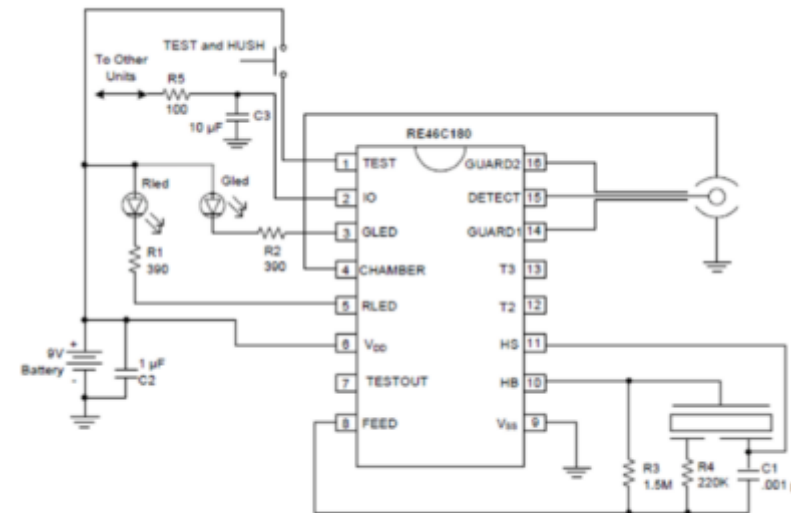 TEST and HUSH
To Other
Units
R5
100
C3
10 µF
RE46C180
1 TEST
GUARD2 16
Rled
Gled
2 IO
DETECT 15
3 GLED
GUARD1 14
R1
390
R2
390
4 CHAMBER
T3 13
5 RLED
T2 12
6 VDD
HS 11
9V
Battery
+
-
1 µF
C2
7 TESTOUT
HB 10
8 FEED
VSS 9
R3
1.5M
R4
220K
C1
.001 µ